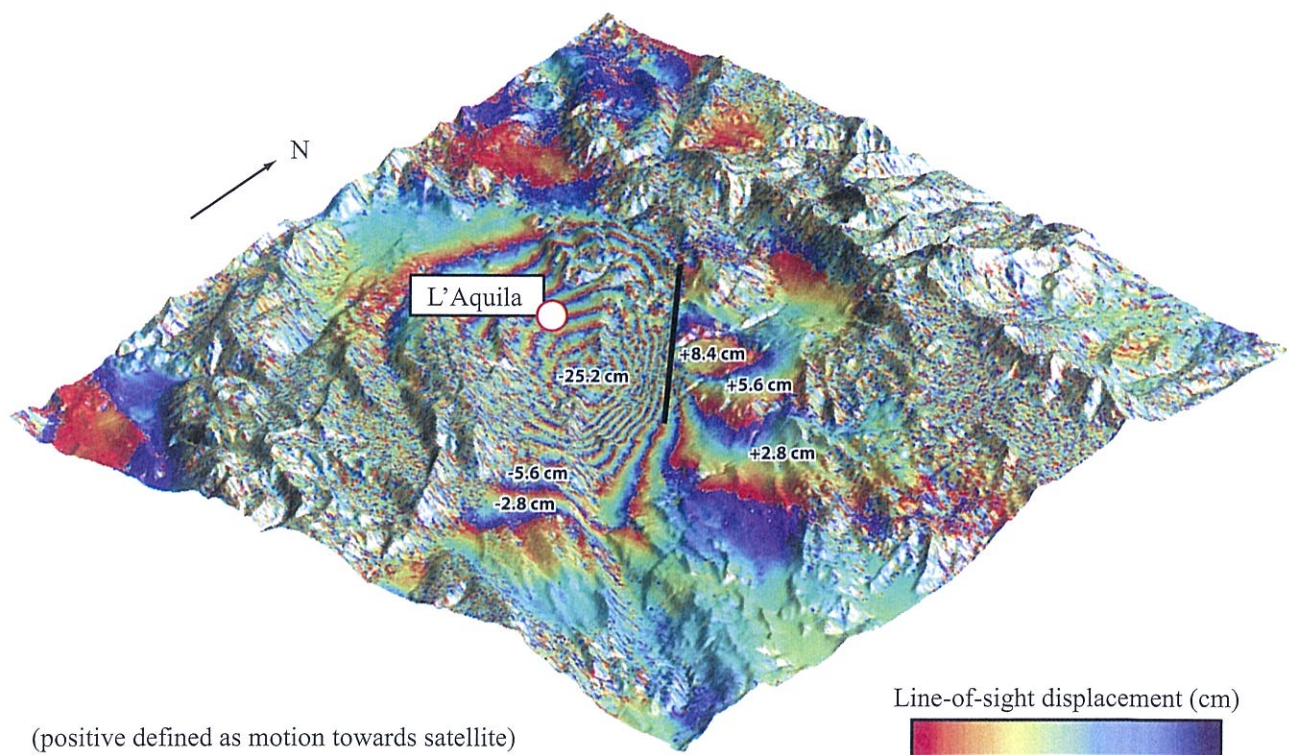 N
L’Aquila
+8.4 cm
-25.2 cm
+5.6 cm
+2.8 cm
-5.6 cm
-2.8 cm
Line-of-sight displacement (cm)
(positive defined as motion towards satellite)